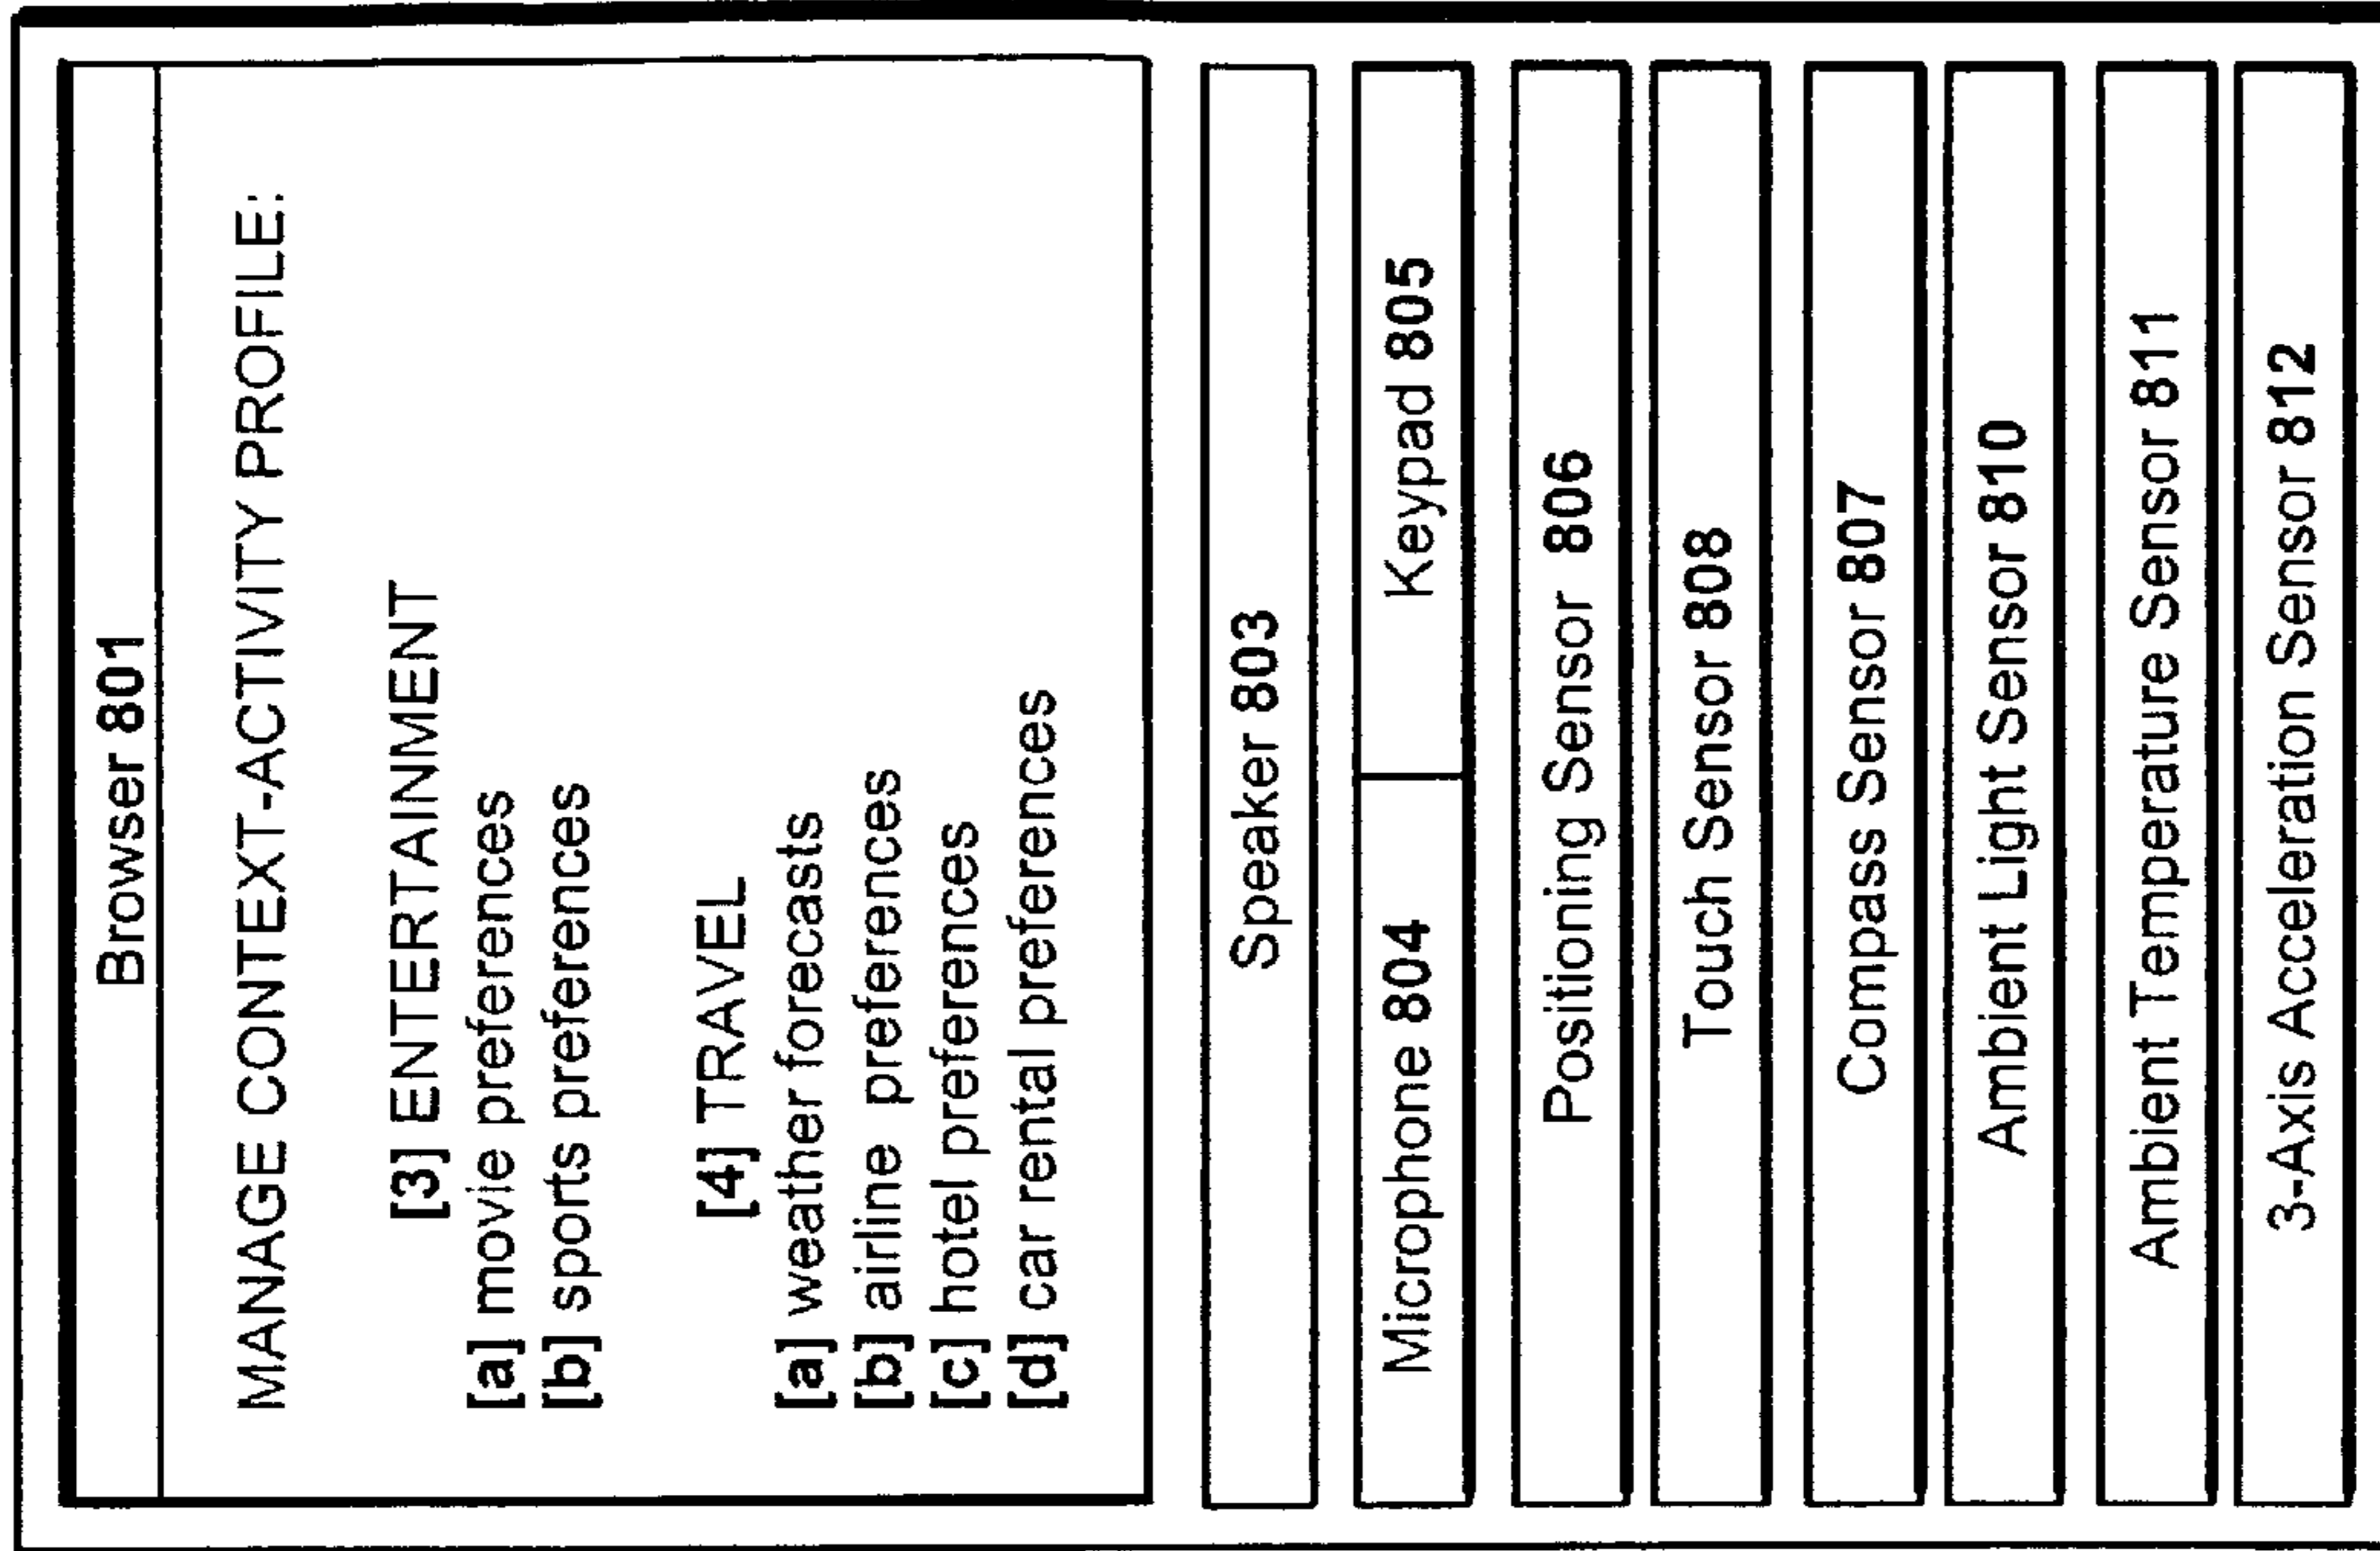 Browser 801
MANAGE CONTEXT-ACTIVITY PROFILE:
[3] ENTERTAINMENT
[a] movie preferences
[b] sports preferences
[4] TRAVEL
[a] weather forecasts
[b] airline preferences
[c] hotel preferences
[d] car rental preferences
Speaker 803
Microphone 804 Keypad 805
Positioning Sensor 806
Touch Sensor 808
Compass Sensor 807
Ambient Light Sensor 810
Ambient Temperature Sensor 811
3-Axis Acceleration Sensor 812